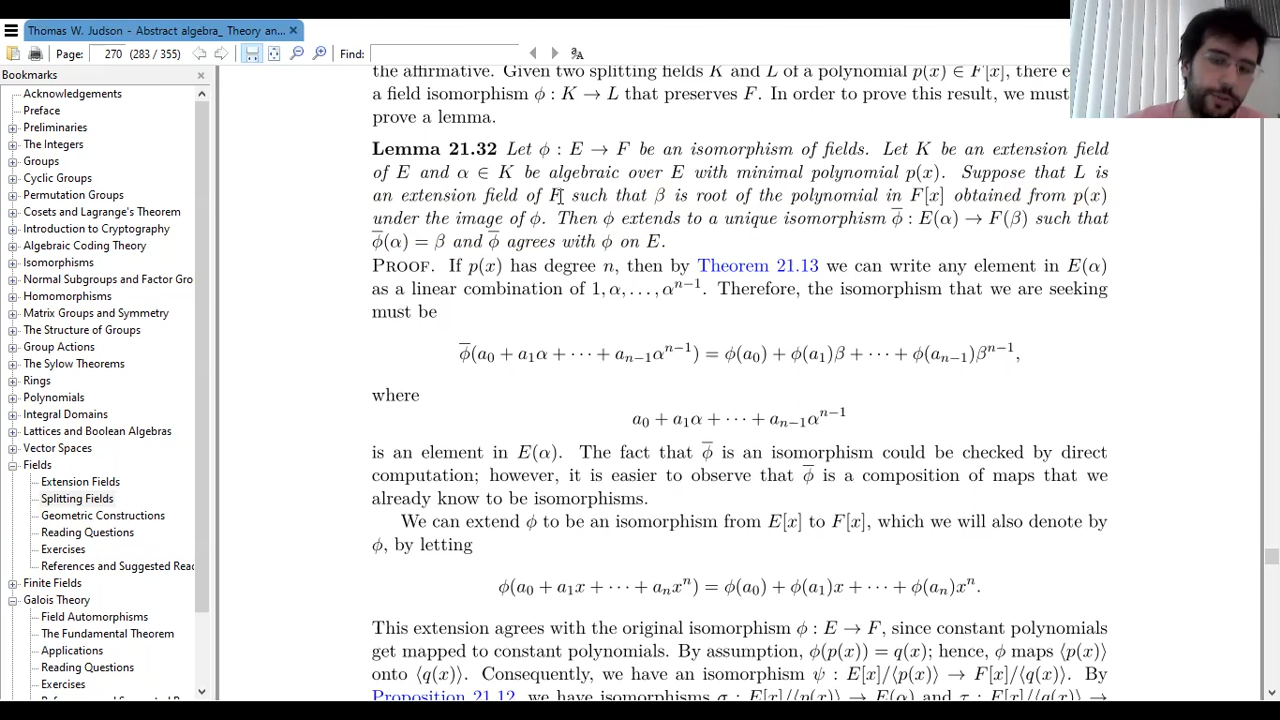 Thomas W. Judson - Abstract algebra_ Theory an... ×
Page: 270 (283 / 355) Find:
Bookmarks ×
Acknowledgements
Preface
Preliminaries
The Integers
Groups
Cyclic Groups
Permutation Groups
Cosets and Lagrange's Theorem
Introduction to Cryptography
Algebraic Coding Theory
Isomorphisms
Normal Subgroups and Factor Gro
Homomorphisms
Matrix Groups and Symmetry
The Structure of Groups
Group Actions
The Sylow Theorems
Rings
Polynomials
Integral Domains
Lattices and Boolean Algebras
Vector Spaces
Fields
Extension Fields
Splitting Fields
Geometric Constructions
Reading Questions
Exercises
References and Suggested Rea
Finite Fields
Galois Theory
Field Automorphisms
The Fundamental Theorem
Applications
Reading Questions
Exercises
the affirmative. Given two splitting fields K and L of a polynomial p(x) ∈ F[x], there e
a field isomorphism ϕ : K → L that preserves F. In order to prove this result, we must
prove a lemma.
Lemma 21.32 Let ϕ : E → F be an isomorphism of fields. Let K be an extension field
of E and α ∈ K be algebraic over E with minimal polynomial p(x). Suppose that L is
an extension field of F such that β is root of the polynomial in F[x] obtained from p(x)
under the image of ϕ. Then ϕ extends to a unique isomorphism ϕ̅ : E(α) → F(β) such that
ϕ̅(α) = β and ϕ̅ agrees with ϕ on E.
PROOF. If p(x) has degree n, then by Theorem 21.13 we can write any element in E(α)
as a linear combination of 1, α, . . . , αⁿ⁻¹. Therefore, the isomorphism that we are seeking
must be
ϕ̅(a₀ + a₁α + · · · + aₙ₋₁αⁿ⁻¹) = ϕ(a₀) + ϕ(a₁)β + · · · + ϕ(aₙ₋₁)βⁿ⁻¹,
where
a₀ + a₁α + · · · + aₙ₋₁αⁿ⁻¹
is an element in E(α). The fact that ϕ̅ is an isomorphism could be checked by direct
computation; however, it is easier to observe that ϕ̅ is a composition of maps that we
already know to be isomorphisms.
We can extend ϕ to be an isomorphism from E[x] to F[x], which we will also denote by
ϕ, by letting
ϕ(a₀ + a₁x + · · · + aₙxⁿ) = ϕ(a₀) + ϕ(a₁)x + · · · + ϕ(aₙ)xⁿ.
This extension agrees with the original isomorphism ϕ : E → F, since constant polynomials
get mapped to constant polynomials. By assumption, ϕ(p(x)) = q(x); hence, ϕ maps ⟨p(x)⟩
onto ⟨q(x)⟩. Consequently, we have an isomorphism ψ : E[x]/⟨p(x)⟩ → F[x]/⟨q(x)⟩. By
Proposition 21.12, we have isomorphisms σ : E[x]/⟨p(x)⟩ → E(α) and τ : F[x]/⟨q(x)⟩ →